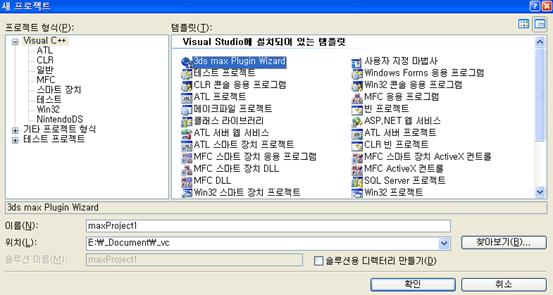 새 프로젝트
프로젝트 형식(P):
템플릿(T):
Visual C++
ATL
CLR
일반
MFC
스마트 장치
테스트
Win32
NintendoDS
기타 프로젝트 형식
테스트 프로젝트
Visual Studio에 설치되어 있는 템플릿
3ds max Plugin Wizard
사용자 지정 마법사
테스트 프로젝트
Windows Forms 응용 프로그램
CLR 콘솔 응용 프로그램
Win32 콘솔 응용 프로그램
ATL 프로젝트
MFC 응용 프로그램
메이크파일 프로젝트
빈 프로젝트
클래스 라이브러리
ASP.NET 웹 서비스
ATL 서버 웹 서비스
ATL 서버 프로젝트
ATL 스마트 장치 프로젝트
CLR 빈 프로젝트
MFC 스마트 장치 응용 프로그램
MFC 스마트 장치 ActiveX 컨트롤
MFC 스마트 장치 DLL
MFC ActiveX 컨트롤
MFC DLL
SQL Server 프로젝트
Win32 스마트 장치 프로젝트
Win32 프로젝트
3ds max Plugin Wizard
이름(N):
maxProject1
위치(L):
E:\_Document\_vc
찾아보기(B)...
솔루션 이름(M):
maxProject1
솔루션용 디렉터리 만들기(D)
확인
취소